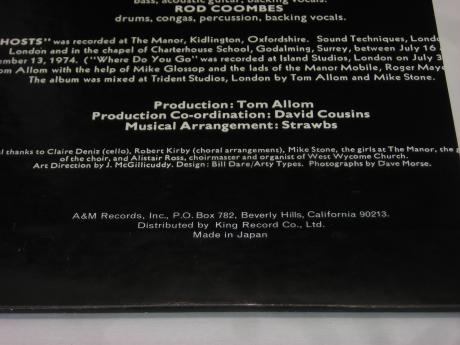 bass, acoustic guitar, backing vocals.
ROD COOMBES
drums, congas, percussion, backing vocals.
HOSTS" was recorded at The Manor, Kidlington, Oxfordshire. Sound Techniques, Lond
London and in the chapel of Charterhouse School, Godalming, Surrey, between July 16
mber 13, 1974. ("Where Do You Go" was recorded at Island Studios, London on July 3
om Allom with the help of Mike Glossop and the lads of the Manor Mobile, Roger Maye
The album was mixed at Trident Studios, London by Tom Allom and Mike Stone.
Production: Tom Allom
Production Co-ordination: David Cousins
Musical Arrangement: Strawbs
l thanks to Claire Deniz (cello), Robert Kirby (choral arrangement), Mike Stone, the girls at The Manor, the g
of the choir, and Alistair Ross, choirmaster and organist of West Wycome Church.
Art Direction by J. McGillicuddy. Design: Bill Dare/Arty Types. Photographs by Dave Morse.
A&M Records, Inc., P.O. Box 782, Beverly Hills, California 90213.
Distributed by King Record Co., Ltd.
Made in Japan